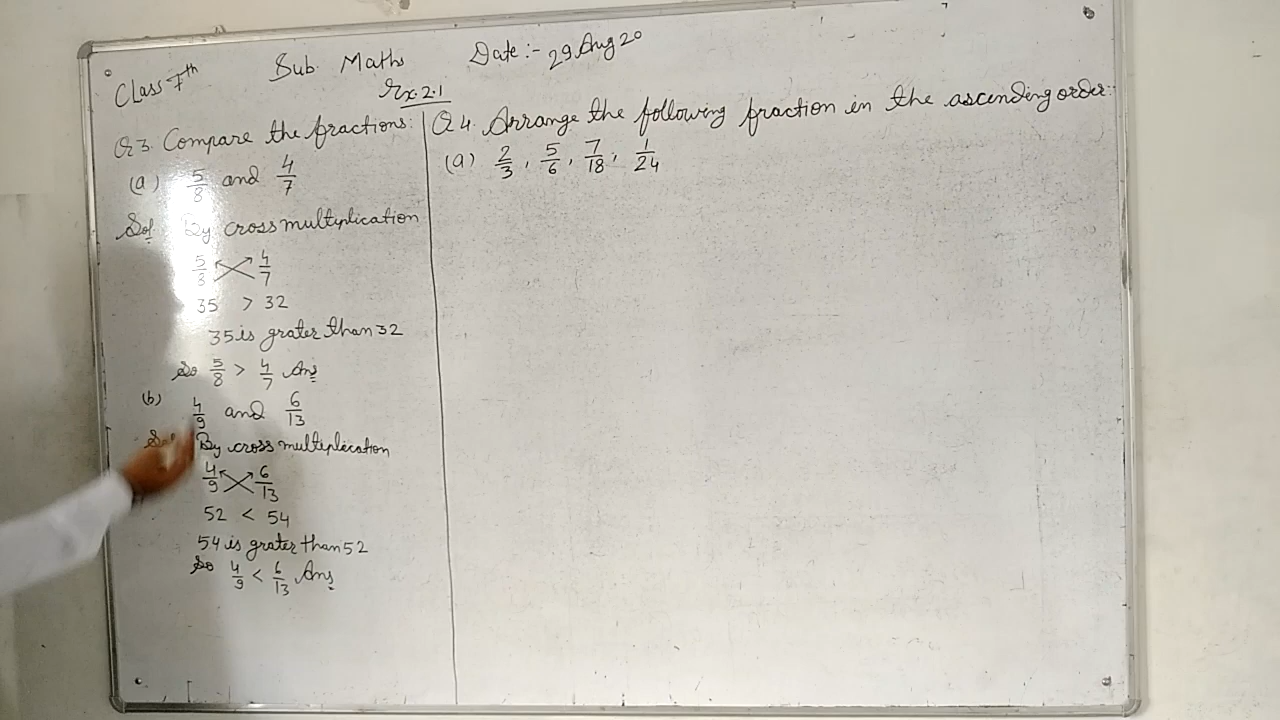 Class 7th Sub. Maths Date :- 29 Aug 20
Ex. 2.1
Q 3. Compare the fractions:
(a) 5/8 and 4/7
Sol. By cross multiplication
5/3 4/7
35 > 32
35 is grater than 32
So 5/8 > 4/7 Ans
(b) 4/9 and 6/13
Sol By cross multiplication
4/9 6/13
52 < 54
54 is grater than 52
So 4/9 < 6/13 Ans
Q 4. Arrange the following fraction in the ascending order:
(a) 2/3, 5/6, 7/18, 1/24